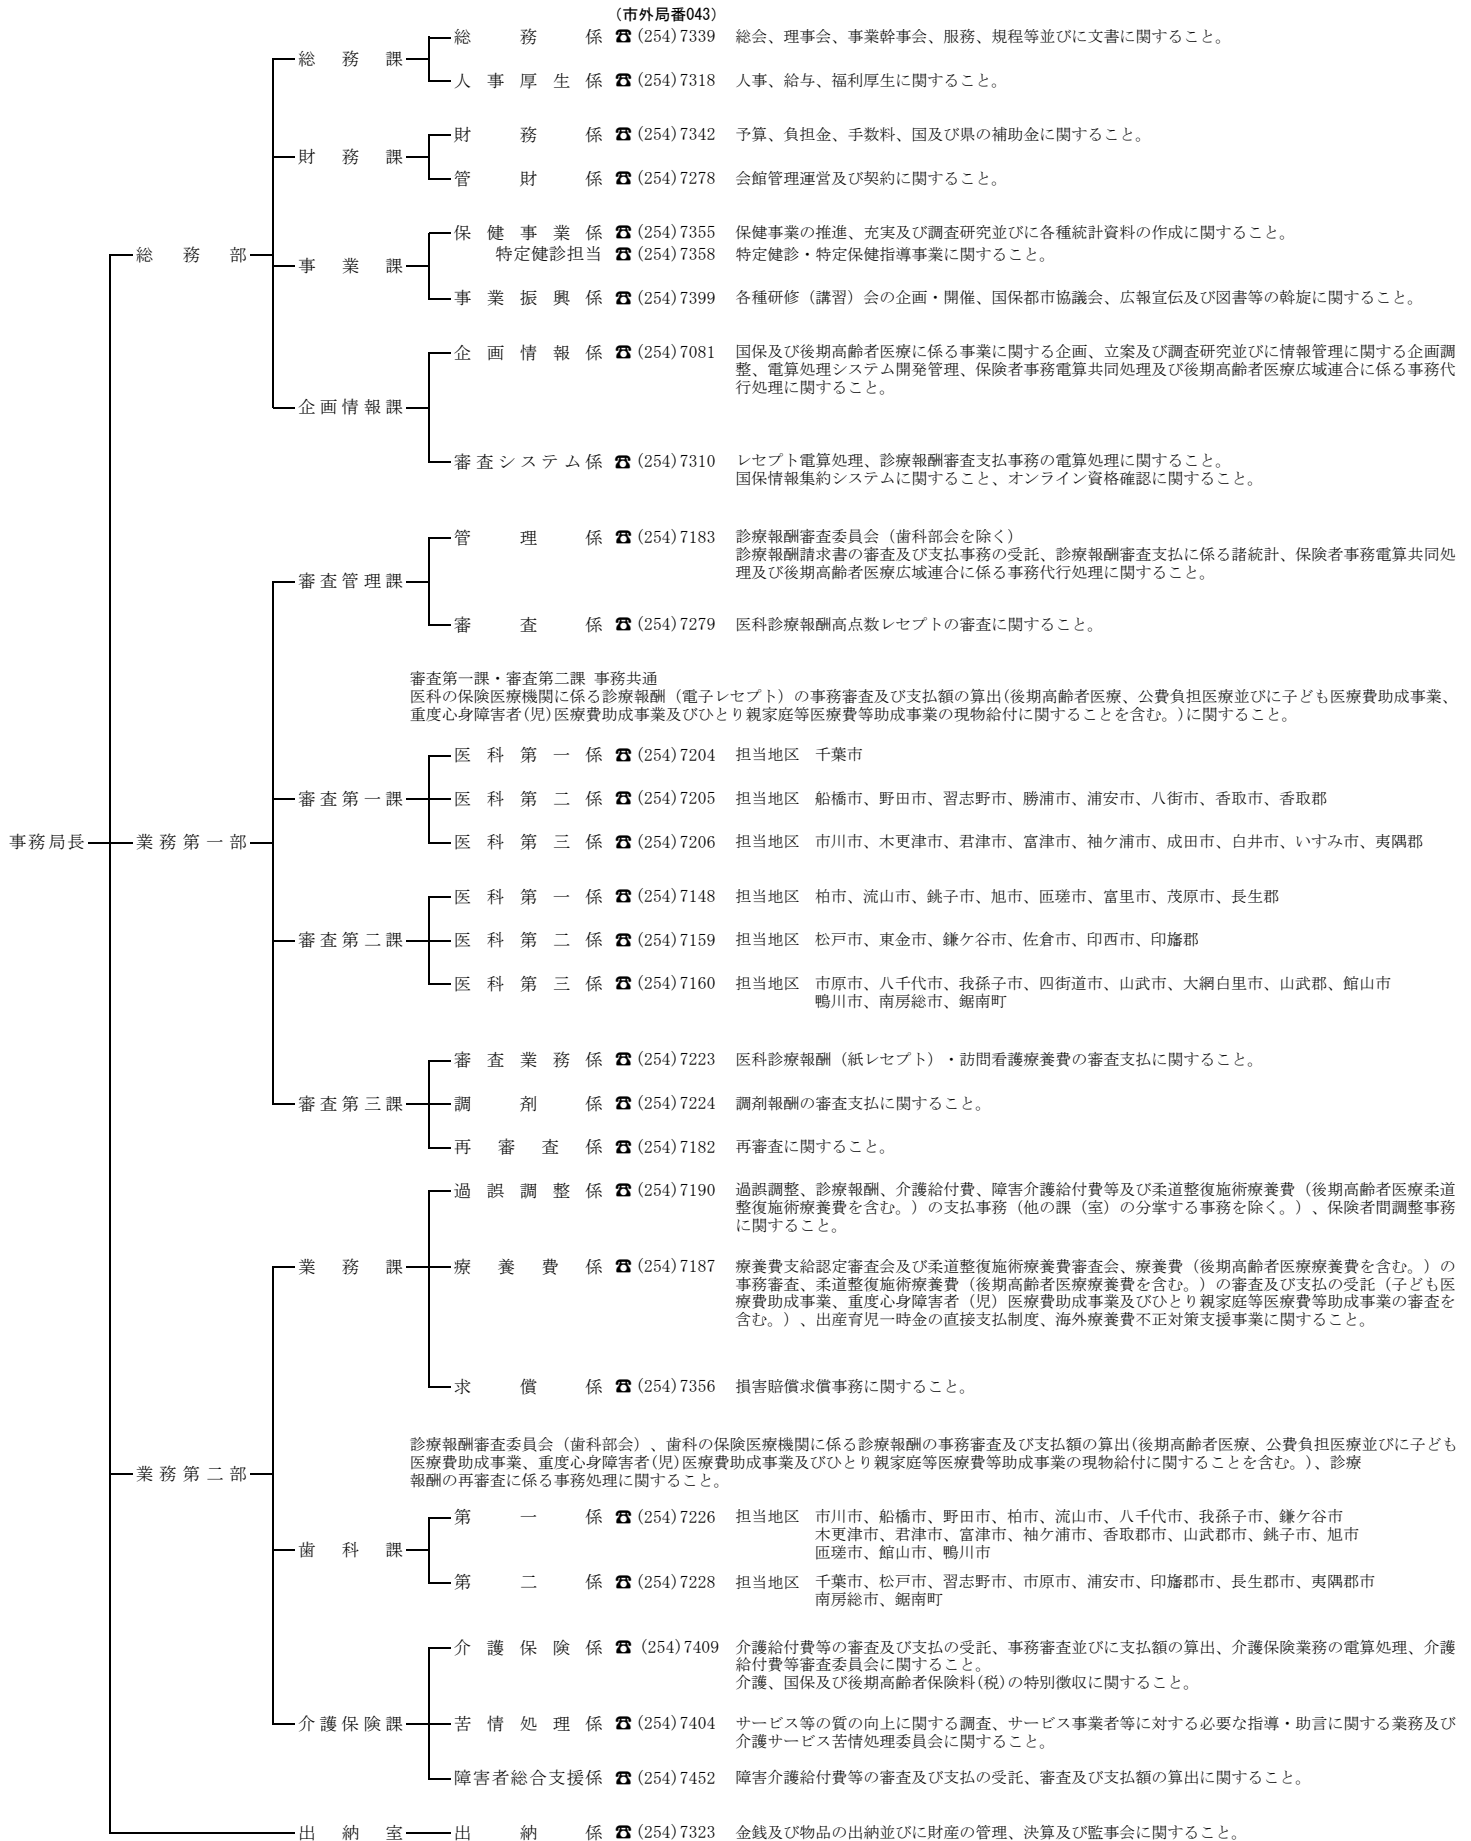 (市外局番043)
総務係 ☎(254)7339 総会、理事会、事業幹事会、服務、規程等並びに文書に関すること。
総務課
人事厚生係 ☎(254)7318 人事、給与、福利厚生に関すること。
財務係 ☎(254)7342 予算、負担金、手数料、国及び県の補助金に関すること。
財務課
管財係 ☎(254)7278 会館管理運営及び契約に関すること。
保健事業係 ☎(254)7355 保健事業の推進、充実及び調査研究並びに各種統計資料の作成に関すること。
総務部
特定健診担当 ☎(254)7358 特定健診・特定保健指導事業に関すること。
事業課
事業振興係 ☎(254)7399 各種研修（講習）会の企画・開催、国保都市協議会、広報宣伝及び図書等の斡旋に関すること。
企画情報係 ☎(254)7081 国保及び後期高齢者医療に係る事業に関する企画、立案及び調査研究並びに情報管理に関する企画調
整、電算処理システム開発管理、保険者事務電算共同処理及び後期高齢者医療広域連合に係る事務代
行処理に関すること。
企画情報課
審査システム係 ☎(254)7310 レセプト電算処理、診療報酬審査支払事務の電算処理に関すること。
国保情報集約システムに関すること、オンライン資格確認に関すること。
管理係 ☎(254)7183 診療報酬審査委員会（歯科部会を除く）
診療報酬請求書の審査及び支払事務の受託、診療報酬審査支払に係る諸統計、保険者事務電算共同処
理及び後期高齢者医療広域連合に係る事務代行処理に関すること。
審査管理課
審査係 ☎(254)7279 医科診療報酬高点数レセプトの審査に関すること。
審査第一課・審査第二課 事務共通
医科の保険医療機関に係る診療報酬（電子レセプト）の事務審査及び支払額の算出(後期高齢者医療、公費負担医療並びに子ども医療費助成事業、
重度心身障害者(児)医療費助成事業及びひとり親家庭等医療費等助成事業の現物給付に関することを含む。)に関すること。
医科第一係 ☎(254)7204 担当地区 千葉市
審査第一課
医科第二係 ☎(254)7205 担当地区 船橋市、野田市、習志野市、勝浦市、浦安市、八街市、香取市、香取郡
事務局長
業務第一部
医科第三係 ☎(254)7206 担当地区 市川市、木更津市、君津市、富津市、袖ケ浦市、成田市、白井市、いすみ市、夷隅郡
医科第一係 ☎(254)7148 担当地区 柏市、流山市、銚子市、旭市、匝瑳市、富里市、茂原市、長生郡
審査第二課
医科第二係 ☎(254)7159 担当地区 松戸市、東金市、鎌ケ谷市、佐倉市、印西市、印旛郡
医科第三係 ☎(254)7160 担当地区 市原市、八千代市、我孫子市、四街道市、山武市、大網白里市、山武郡、館山市
鴨川市、南房総市、鋸南町
審査業務係 ☎(254)7223 医科診療報酬（紙レセプト）・訪問看護療養費の審査支払に関すること。
審査第三課
調剤係 ☎(254)7224 調剤報酬の審査支払に関すること。
再審査係 ☎(254)7182 再審査に関すること。
過誤調整係 ☎(254)7190 過誤調整、診療報酬、介護給付費、障害介護給付費等及び柔道整復施術療養費（後期高齢者医療柔道
整復施術療養費を含む。）の支払事務（他の課（室）の分掌する事務を除く。）、保険者間調整事務
に関すること。
業務課
療養費係 ☎(254)7187 療養費支給認定審査会及び柔道整復施術療養費審査会、療養費（後期高齢者医療療養費を含む。）の
事務審査、柔道整復施術療養費（後期高齢者医療療養費を含む。）の審査及び支払の受託（子ども医
療費助成事業、重度心身障害者（児）医療費助成事業及びひとり親家庭等医療費等助成事業の審査を
含む。）、出産育児一時金の直接支払制度、海外療養費不正対策支援事業に関すること。
求償係 ☎(254)7356 損害賠償求償事務に関すること。
診療報酬審査委員会（歯科部会）、歯科の保険医療機関に係る診療報酬の事務審査及び支払額の算出(後期高齢者医療、公費負担医療並びに子ども
医療費助成事業、重度心身障害者(児)医療費助成事業及びひとり親家庭等医療費等助成事業の現物給付に関することを含む。)、診療
報酬の再審査に係る事務処理に関すること。
業務第二部
第一係 ☎(254)7226 担当地区 市川市、船橋市、野田市、柏市、流山市、八千代市、我孫子市、鎌ケ谷市
木更津市、君津市、富津市、袖ケ浦市、香取郡市、山武郡市、銚子市、旭市
匝瑳市、館山市、鴨川市
歯科課
第二係 ☎(254)7228 担当地区 千葉市、松戸市、習志野市、市原市、浦安市、印旛郡市、長生郡市、夷隅郡市
南房総市、鋸南町
介護保険係 ☎(254)7409 介護給付費等の審査及び支払の受託、事務審査並びに支払額の算出、介護保険業務の電算処理、介護
給付費等審査委員会に関すること。
介護、国保及び後期高齢者保険料(税)の特別徴収に関すること。
介護保険課
苦情処理係 ☎(254)7404 サービス等の質の向上に関する調査、サービス事業者等に対する必要な指導・助言に関する業務及び
介護サービス苦情処理委員会に関すること。
障害者総合支援係 ☎(254)7452 障害介護給付費等の審査及び支払の受託、審査及び支払額の算出に関すること。
出納室
出納係 ☎(254)7323 金銭及び物品の出納並びに財産の管理、決算及び監事会に関すること。